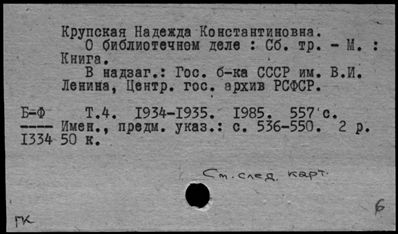 Крупская Надежда Константиновна.
О библиотечном деле : Сб. тр. – М. :
Книга.
В надзаг.: Гос. б-ка СССР им. В.И.
Ленина, Центр. гос. архив РСФСР.
Б-Ф Т.4. 1934-1935. 1985. 557 с.
Имен., предм. указ.: с. 536-550. 2 р.
1334 50 к.
См. след. карт.
ГК
6